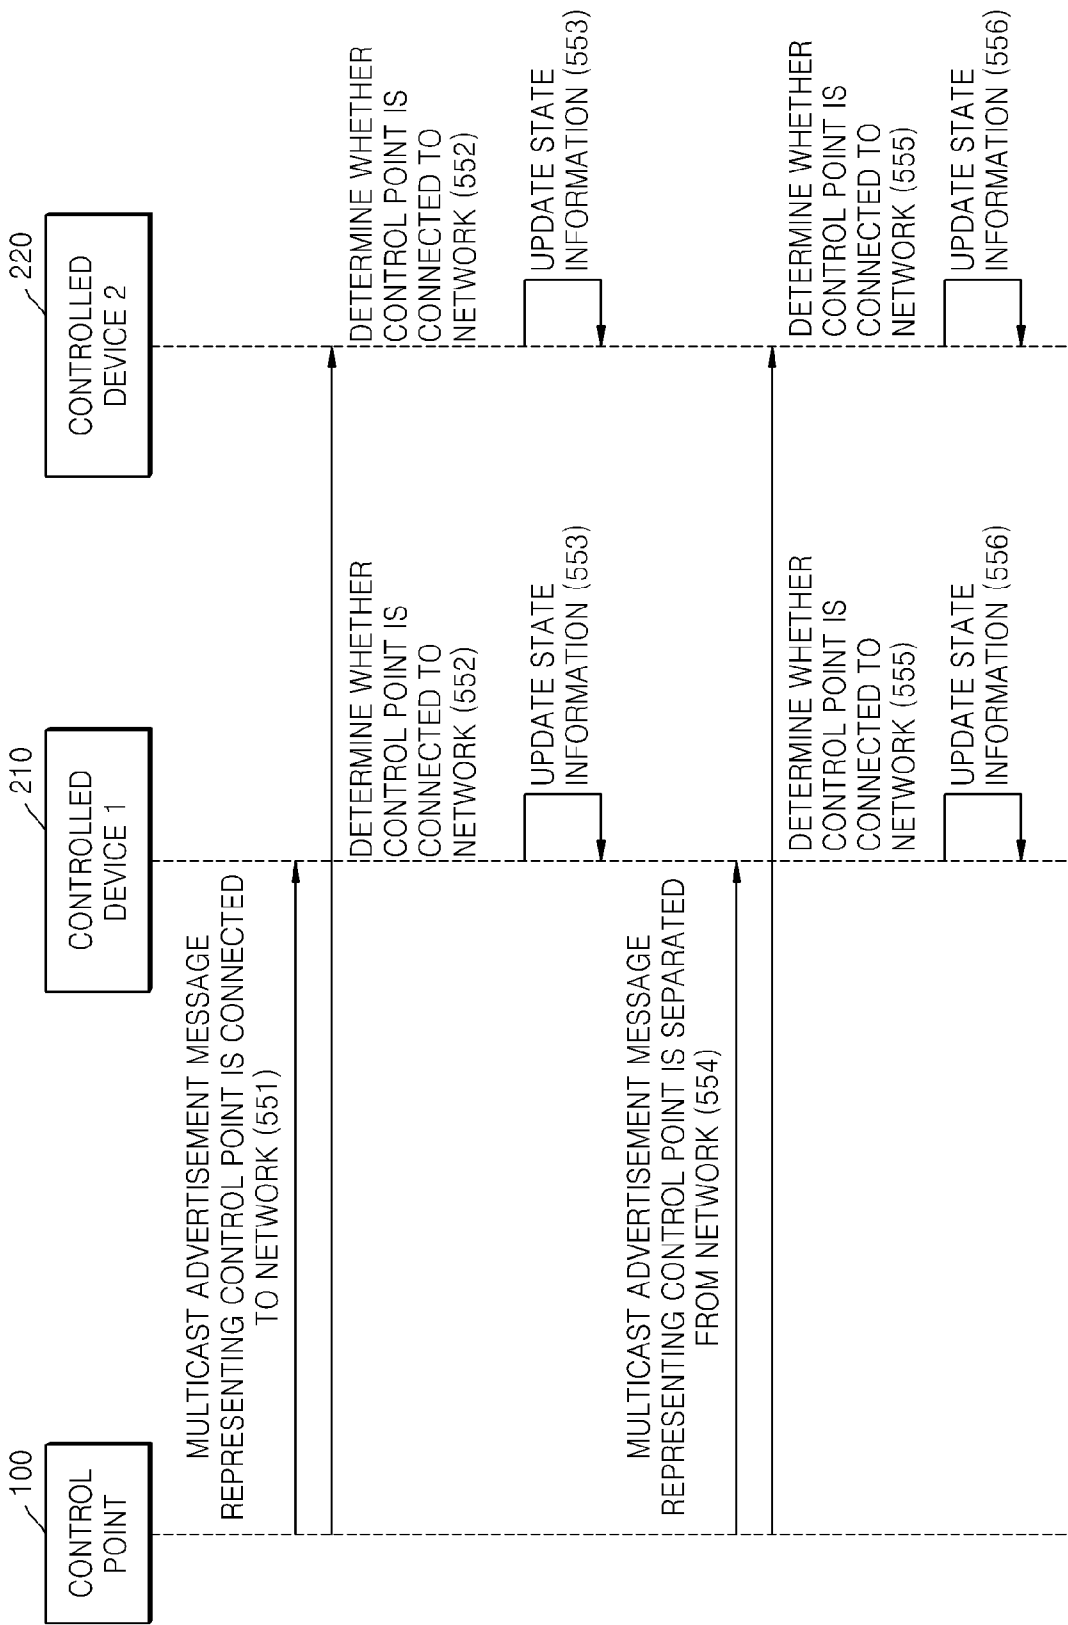 100
CONTROL
POINT
210
CONTROLLED
DEVICE 1
220
CONTROLLED
DEVICE 2
MULTICAST ADVERTISEMENT MESSAGE
REPRESENTING CONTROL POINT IS CONNECTED
TO NETWORK (551)
DETERMINE WHETHER
CONTROL POINT IS
CONNECTED TO
NETWORK (552)
DETERMINE WHETHER
CONTROL POINT IS
CONNECTED TO
NETWORK (552)
UPDATE STATE
INFORMATION (553)
UPDATE STATE
INFORMATION (553)
MULTICAST ADVERTISEMENT MESSAGE
REPRESENTING CONTROL POINT IS SEPARATED
FROM NETWORK (554)
DETERMINE WHETHER
CONTROL POINT IS
CONNECTED TO
NETWORK (555)
DETERMINE WHETHER
CONTROL POINT IS
CONNECTED TO
NETWORK (555)
UPDATE STATE
INFORMATION (556)
UPDATE STATE
INFORMATION (556)